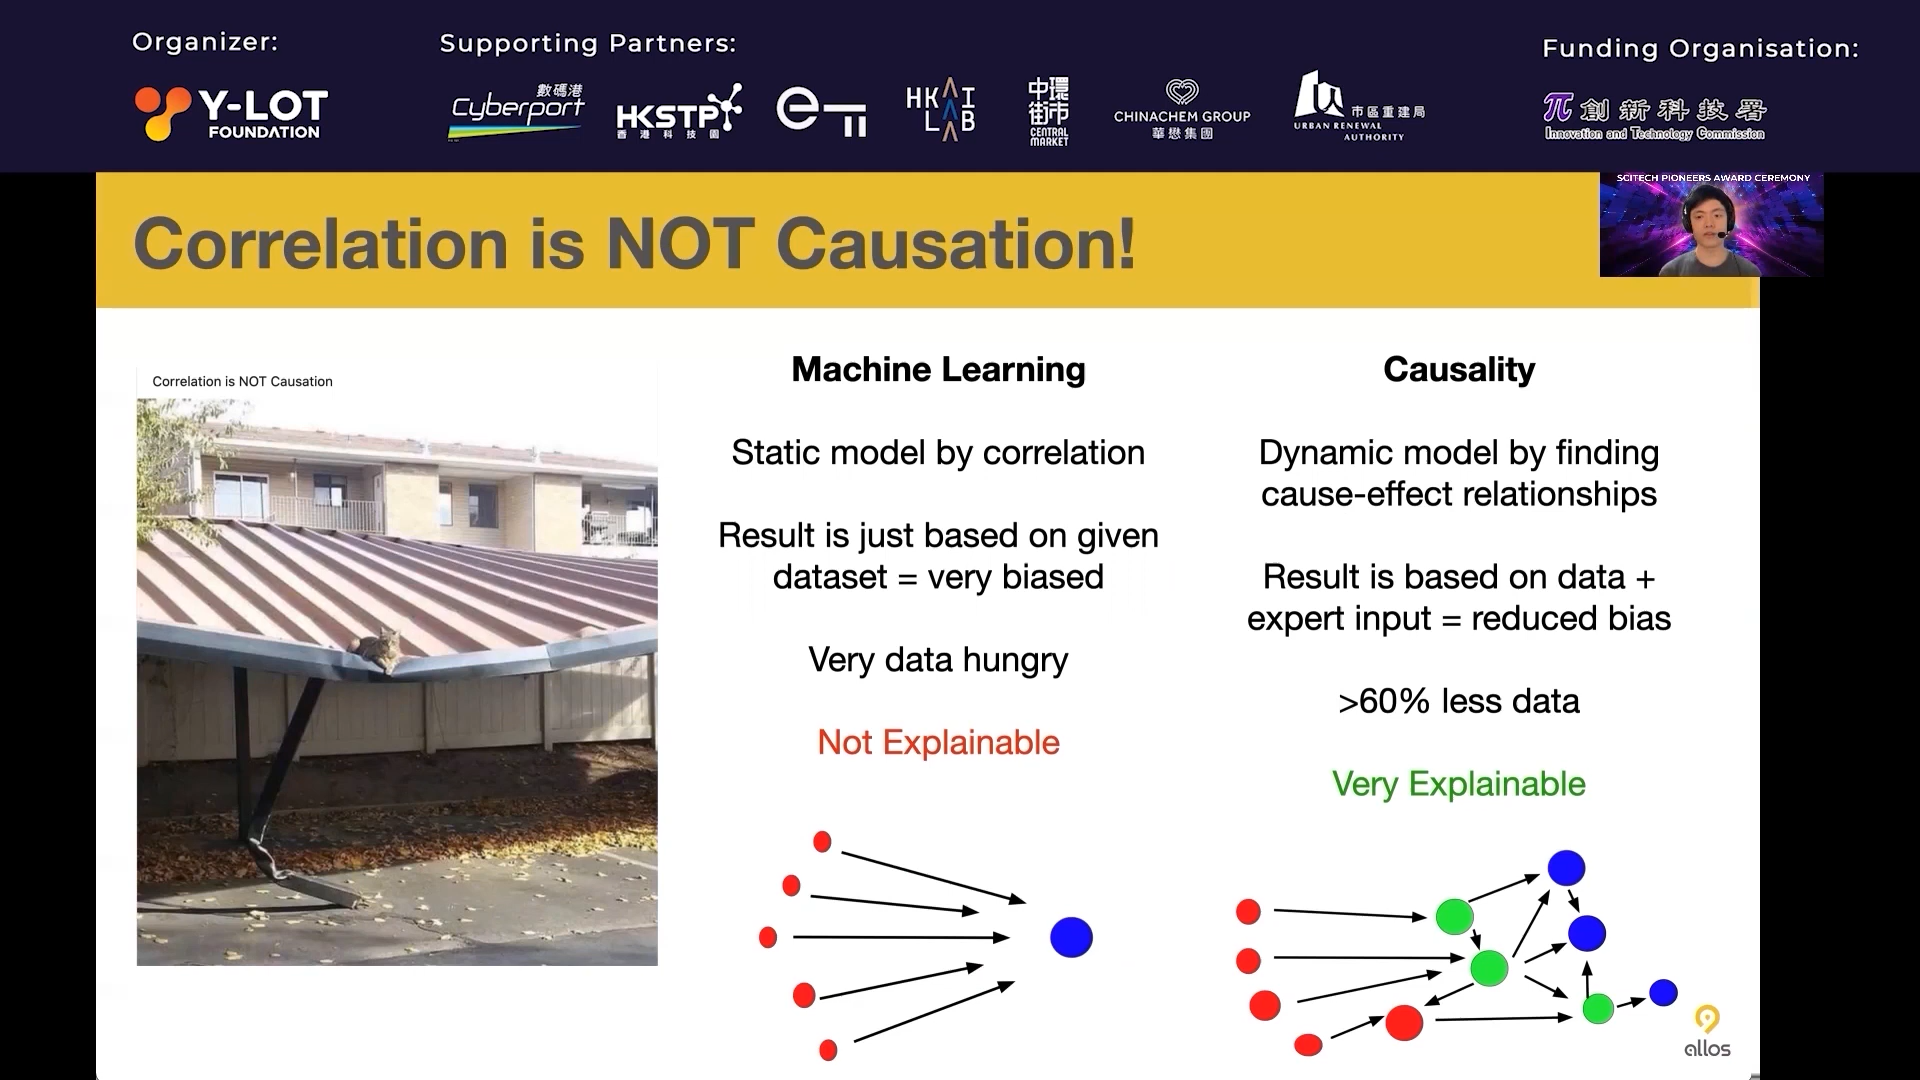 Organizer:
Supporting Partners:
Funding Organisation:
Y-LOT
FOUNDATION
數碼港
Cyberport
HKSTP
香港科技園
HKAI
LAB
中環
街市
CENTRAL
MARKET
CHINACHEM GROUP
華懋集團
市區重建局
URBAN RENEWAL
AUTHORITY
創新科技署
Innovation and Technology Commission
SCITECH PIONEERS AWARD CEREMONY
Correlation is NOT Causation!
Correlation is NOT Causation
Machine Learning
Static model by correlation
Result is just based on given
dataset = very biased
Very data hungry
Not Explainable
Causality
Dynamic model by finding
cause-effect relationships
Result is based on data +
expert input = reduced bias
>60% less data
Very Explainable
allos